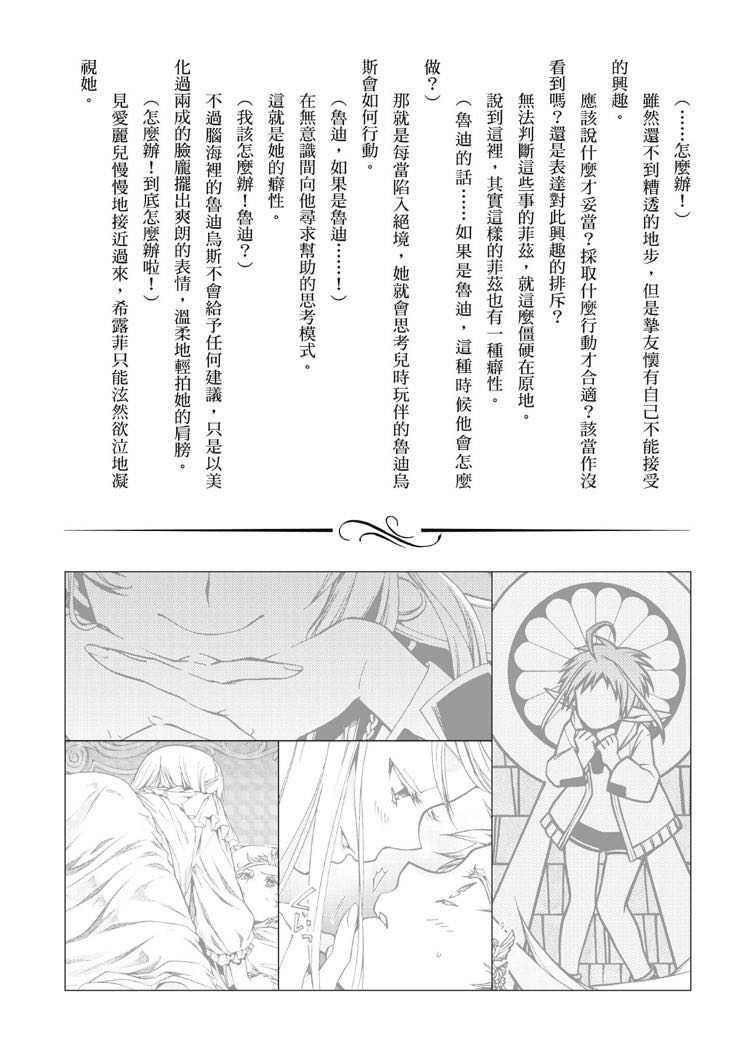 （……怎麼辦！）
雖然還不到糟透的地步，但是摯友懷有自己不能接受
的興趣。
應該說什麼才妥當？採取什麼行動才合適？該當作沒
看到嗎？還是表達對此興趣的排斥？
無法判斷這些事的菲茲，就這麼僵硬在原地。
說到這裡，其實這樣的菲茲也有一種癖性。
（魯迪的話……如果是魯迪，這種時候他會怎麼
做？）
那就是每當陷入絕境，她就會思考兒時玩伴的魯迪烏
斯會如何行動。
（魯迪，如果是魯迪……！）
在無意識間向他尋求幫助的思考模式。
這就是她的癖性。
（我該怎麼辦！魯迪？）
不過腦海裡的魯迪烏斯不會給予任何建議，只是以美
化過兩成的臉龐擺出爽朗的表情，溫柔地輕拍她的肩膀。
（怎麼辦！到底怎麼辦啦！）
見愛麗兒慢慢地接近過來，希露菲只能泫然欲泣地凝
視她。